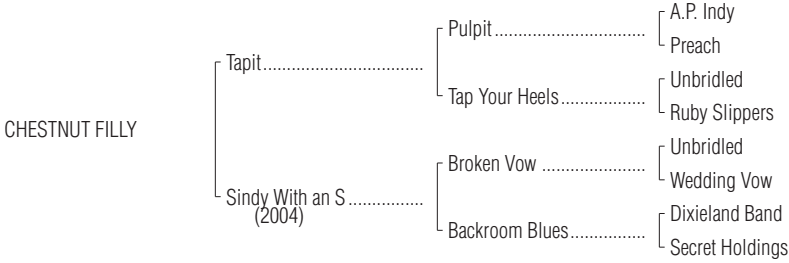 A.P. Indy
Pulpit..............................
Preach
Tapit................................
Unbridled
Tap Your Heels.................
Ruby Slippers
CHESTNUT FILLY
Unbridled
Broken Vow .....................
Wedding Vow
Sindy With an S...............
(2004)
Dixieland Band
Backroom Blues...............
Secret Holdings